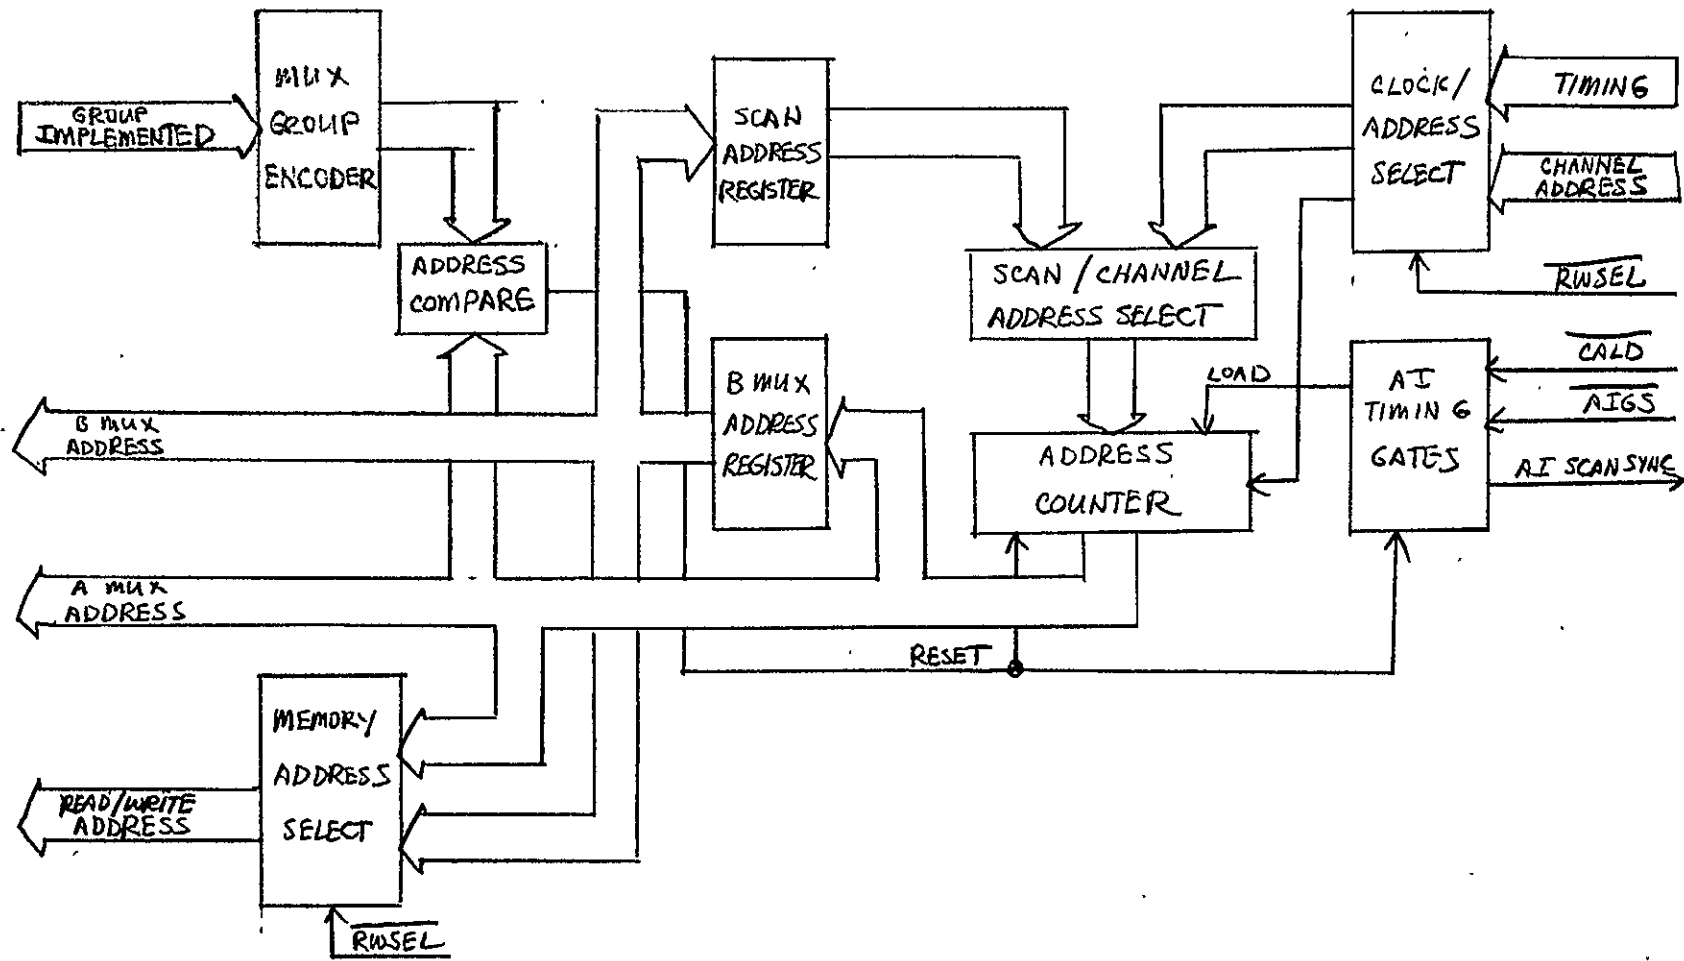 GROUP
IMPLEMENTED
MUX
GROUP
ENCODER
ADDRESS
COMPARE
SCAN
ADDRESS
REGISTER
SCAN / CHANNEL
ADDRESS SELECT
CLOCK /
ADDRESS
SELECT
TIMING
CHANNEL
ADDRESS
RWSEL
B MUX
ADDRESS
B MUX
ADDRESS
REGISTER
LOAD
ADDRESS
COUNTER
AI
TIMING
GATES
CALD
AIGS
AI SCAN SYNC
A MUX
ADDRESS
RESET
MEMORY
ADDRESS
SELECT
READ/WRITE
ADDRESS
RWSEL